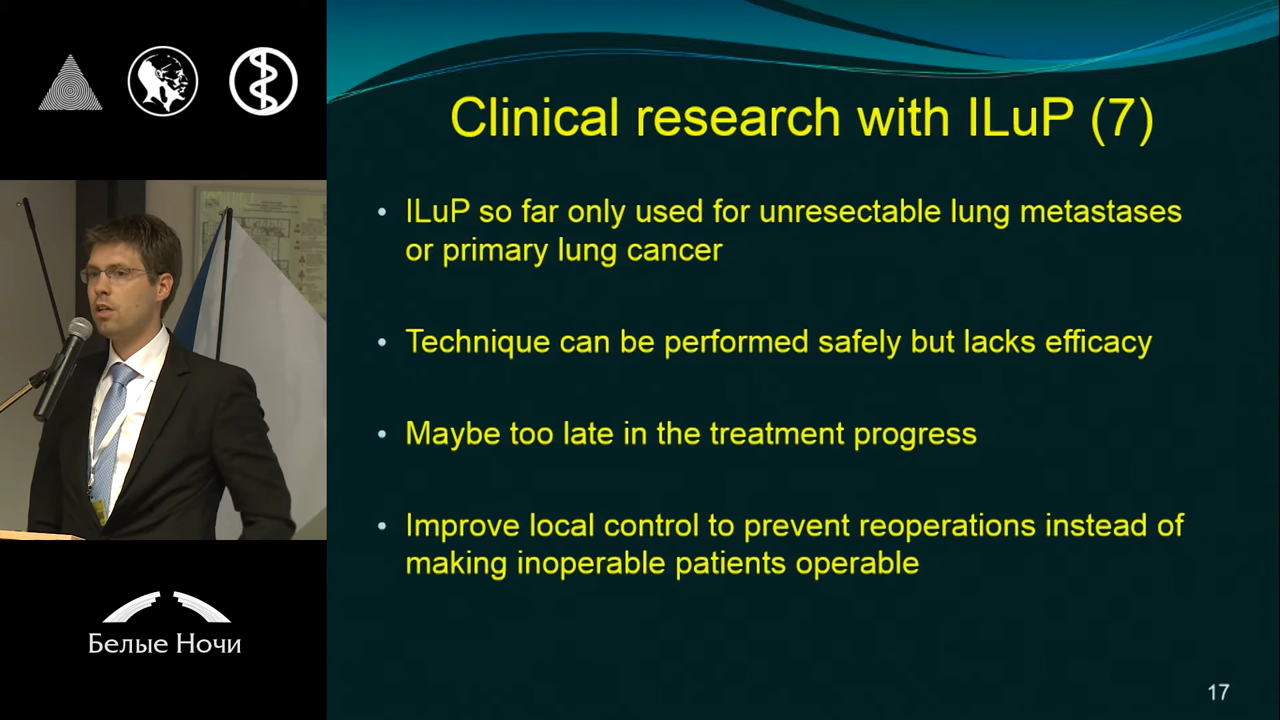 Clinical research with ILuP (7)
• ILuP so far only used for unresectable lung metastases
or primary lung cancer
• Technique can be performed safely but lacks efficacy
• Maybe too late in the treatment progress
• Improve local control to prevent reoperations instead of
making inoperable patients operable
Белые Ночи
17